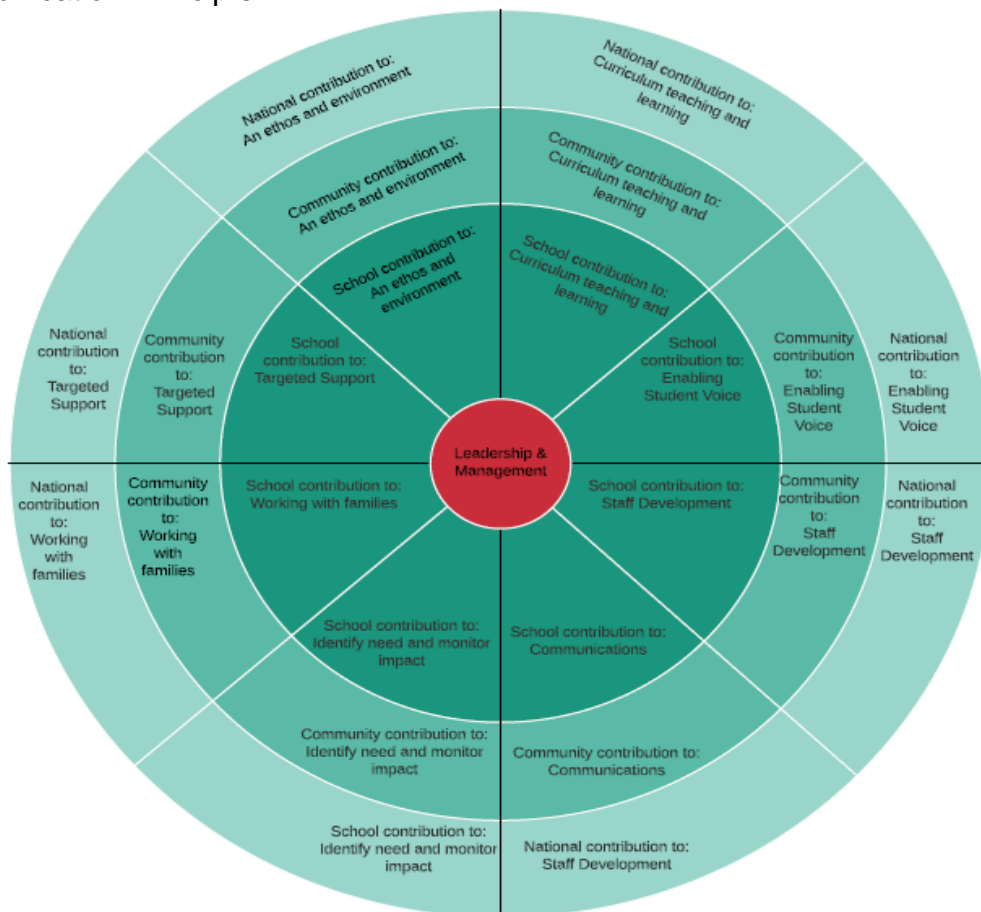 National contribution to:
An ethos and environment
National contribution to:
Curriculum teaching and
learning
Community contribution to:
An ethos and environment
Community contribution to:
Curriculum teaching and
learning
School contribution to:
An ethos and
environment
School contribution to:
Curriculum teaching and
learning
National
contribution
to:
Targeted
Support
Community
contribution
to:
Targeted
Support
School
contribution to:
Targeted Support
School
contribution to:
Enabling
Student Voice
Community
contribution to:
Enabling
Student
Voice
National
contribution
to:
Enabling
Student
Voice
Leadership &
Management
National
contribution
to:
Working
with
families
Community
contribution
to:
Working
with
families
School contribution to:
Working with families
School contribution to:
Staff Development
Community
contribution
to:
Staff
Development
National
contribution
to:
Staff
Development
School contribution to:
Identify need and monitor
impact
School contribution to:
Communications
Community contribution to:
Identify need and monitor
impact
Community contribution to:
Communications
School contribution to:
Identify need and monitor
impact
National contribution to:
Staff Development